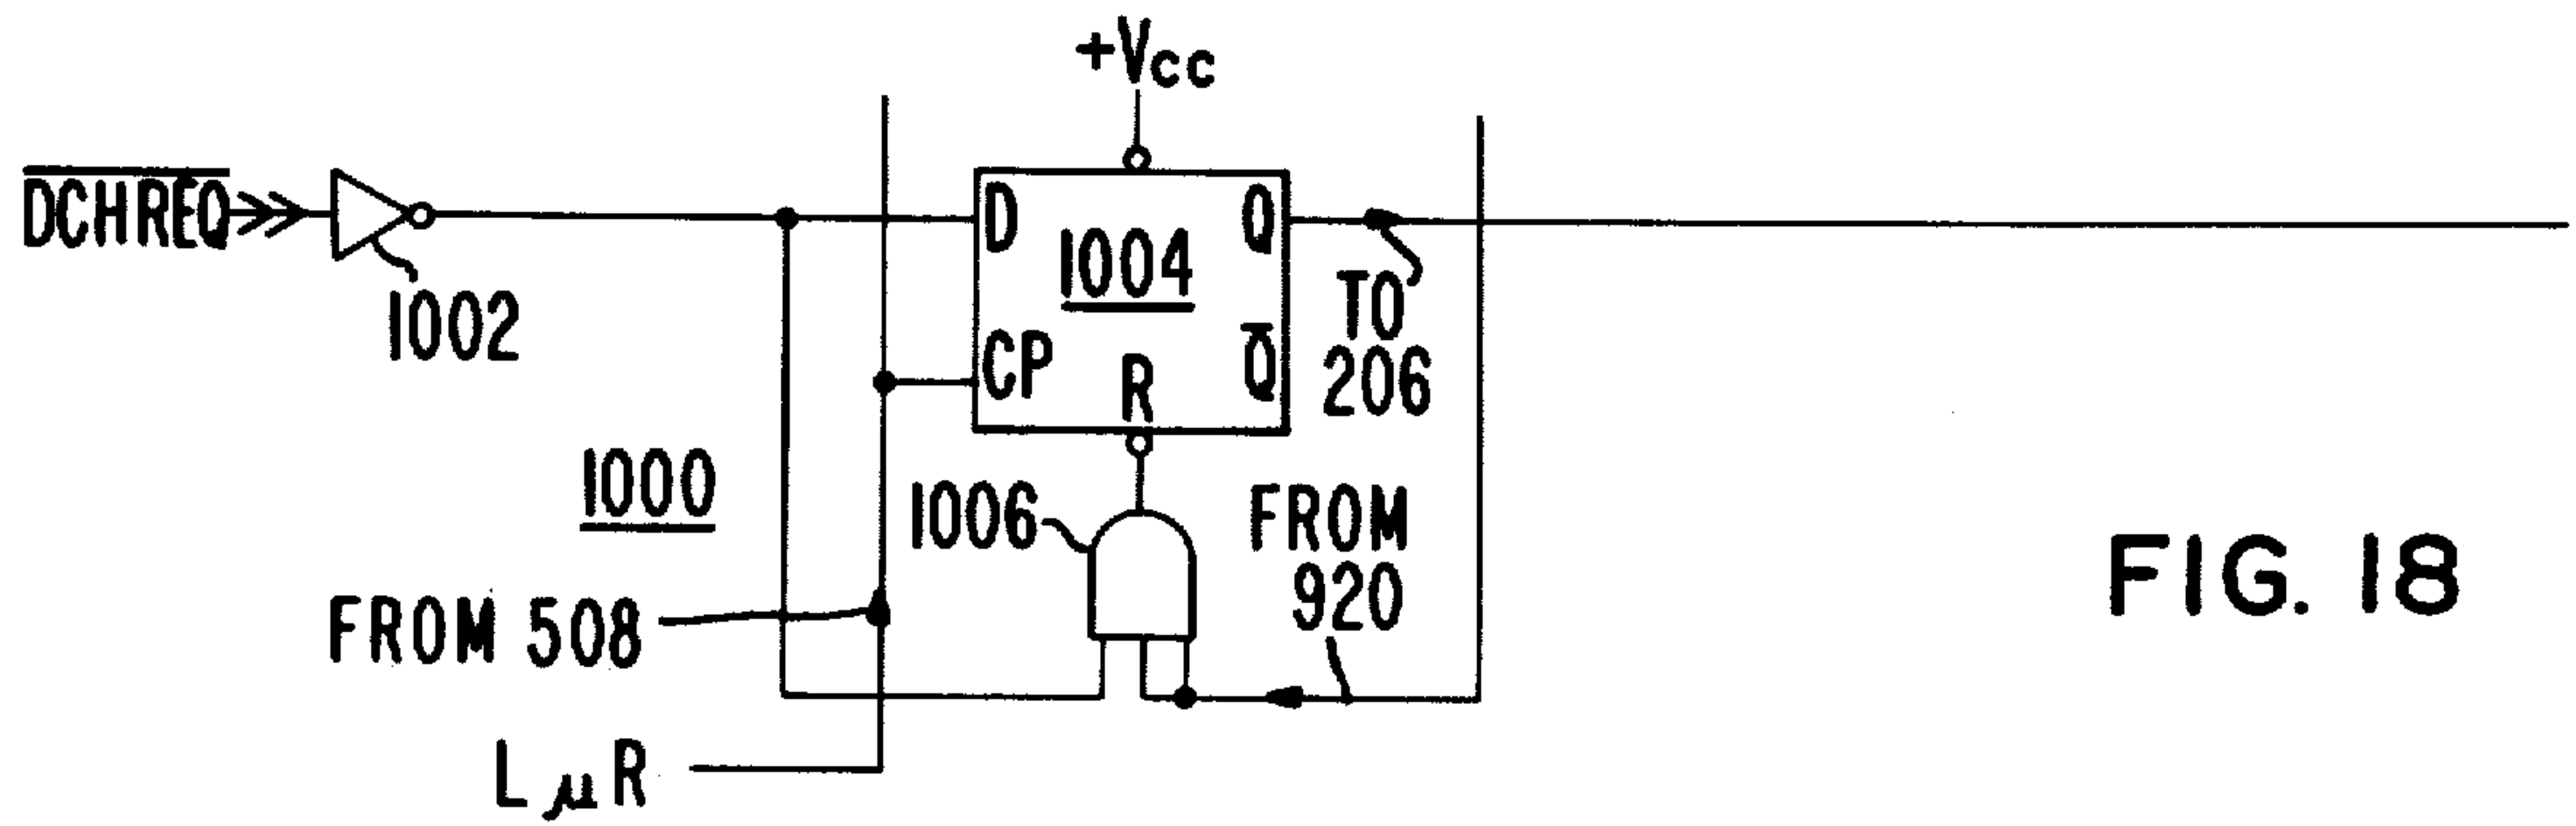 +Vcc
DCHREQ
1002
D
Q
1004
CP
R
Q̅
TO
206
1000
1006
FROM
920
FROM 508
LμR
FIG. 18